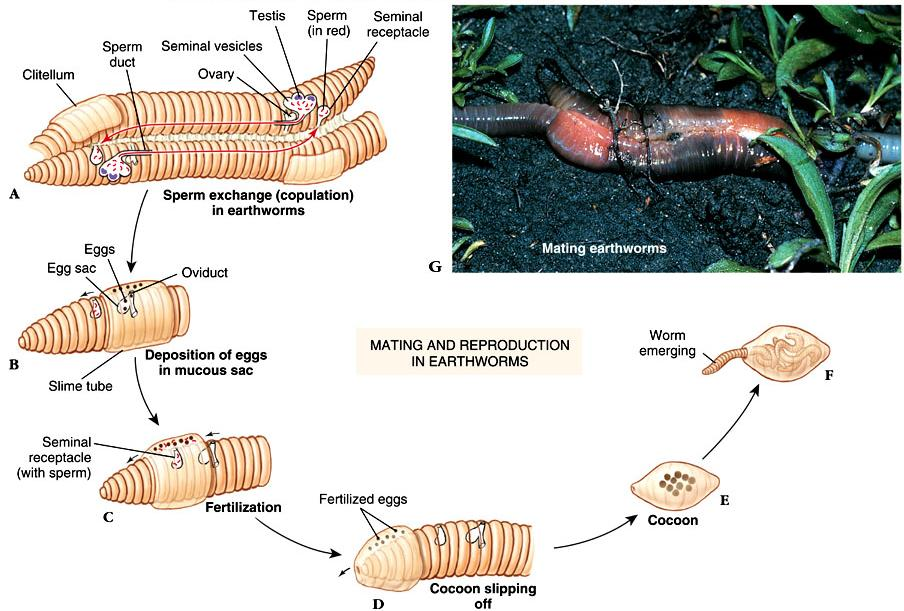 Testis
Sperm
(in red)
Seminal
receptacle
Seminal vesicles
Sperm
duct
Ovary
Clitellum
A
Sperm exchange (copulation)
in earthworms
Mating earthworms
G
Eggs
Egg sac
Oviduct
B
Deposition of eggs
in mucous sac
Slime tube
MATING AND REPRODUCTION
IN EARTHWORMS
Worm
emerging
F
Seminal
receptacle
(with sperm)
C
Fertilization
Fertilized eggs
E
Cocoon
D
Cocoon slipping
off